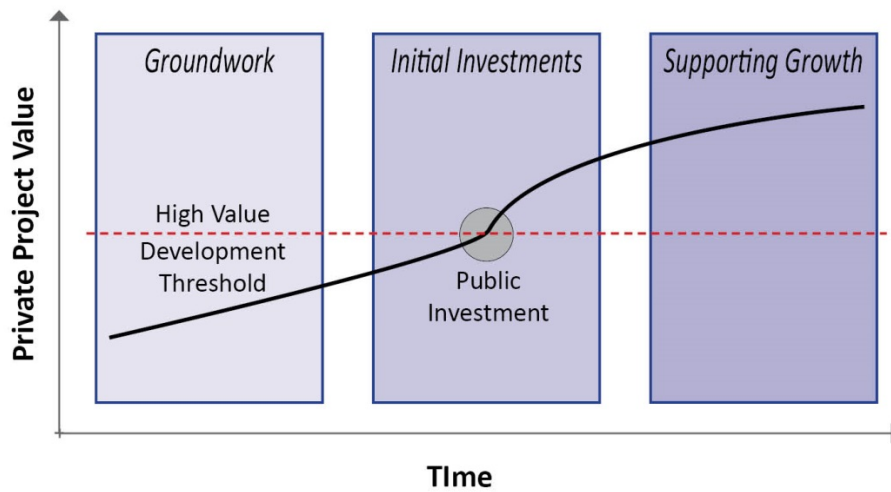 Groundwork
Initial Investments
Supporting Growth
Private Project Value
High Value
Development
Threshold
Public
Investment
TIme